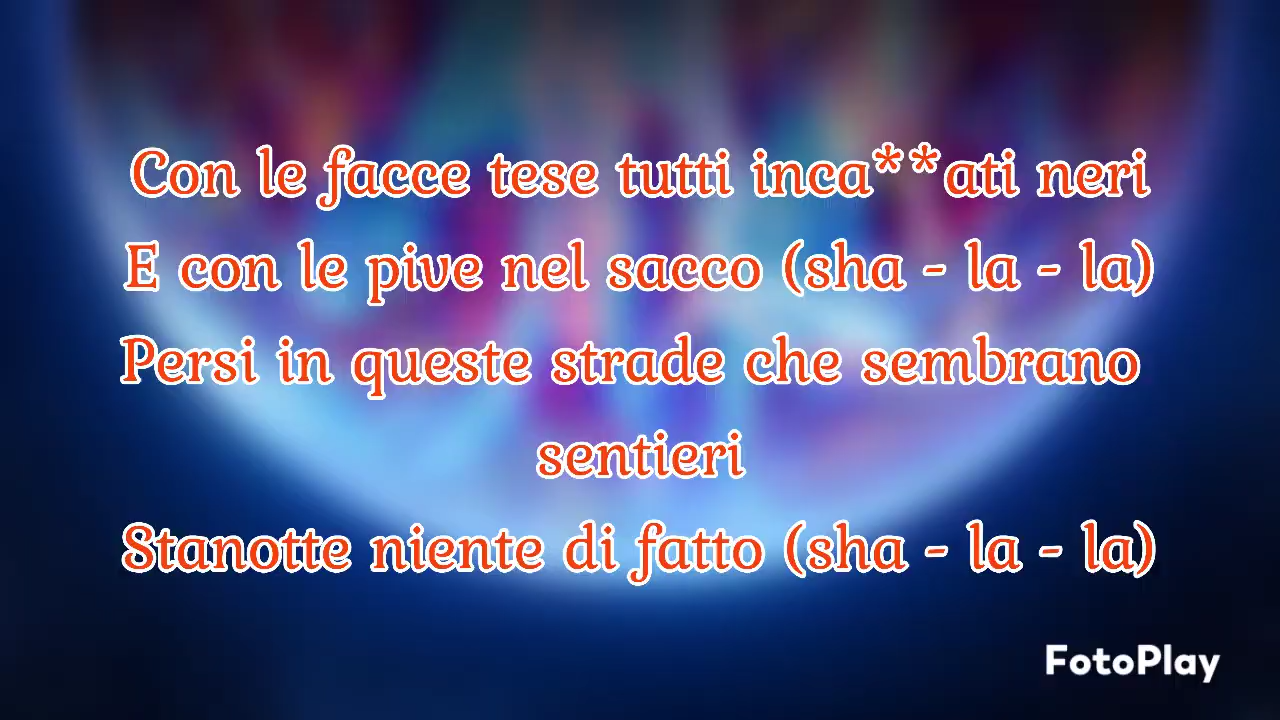 Con le facce tese tutti inca**ati neri
E con le pive nel sacco (sha - la - la)
Persi in queste strade che sembrano
sentieri
Stanotte niente di fatto (sha - la - la)
FotoPlay